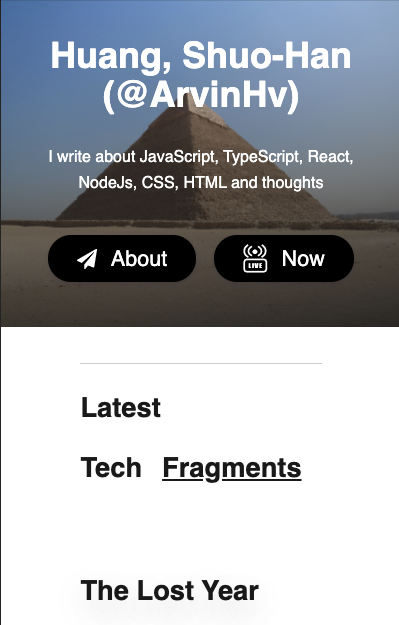 Huang, Shuo-Han
(@ArvinHv)
I write about JavaScript, TypeScript, React,
NodeJs, CSS, HTML and thoughts
About
LIVE Now
Latest
Tech Fragments
The Lost Year